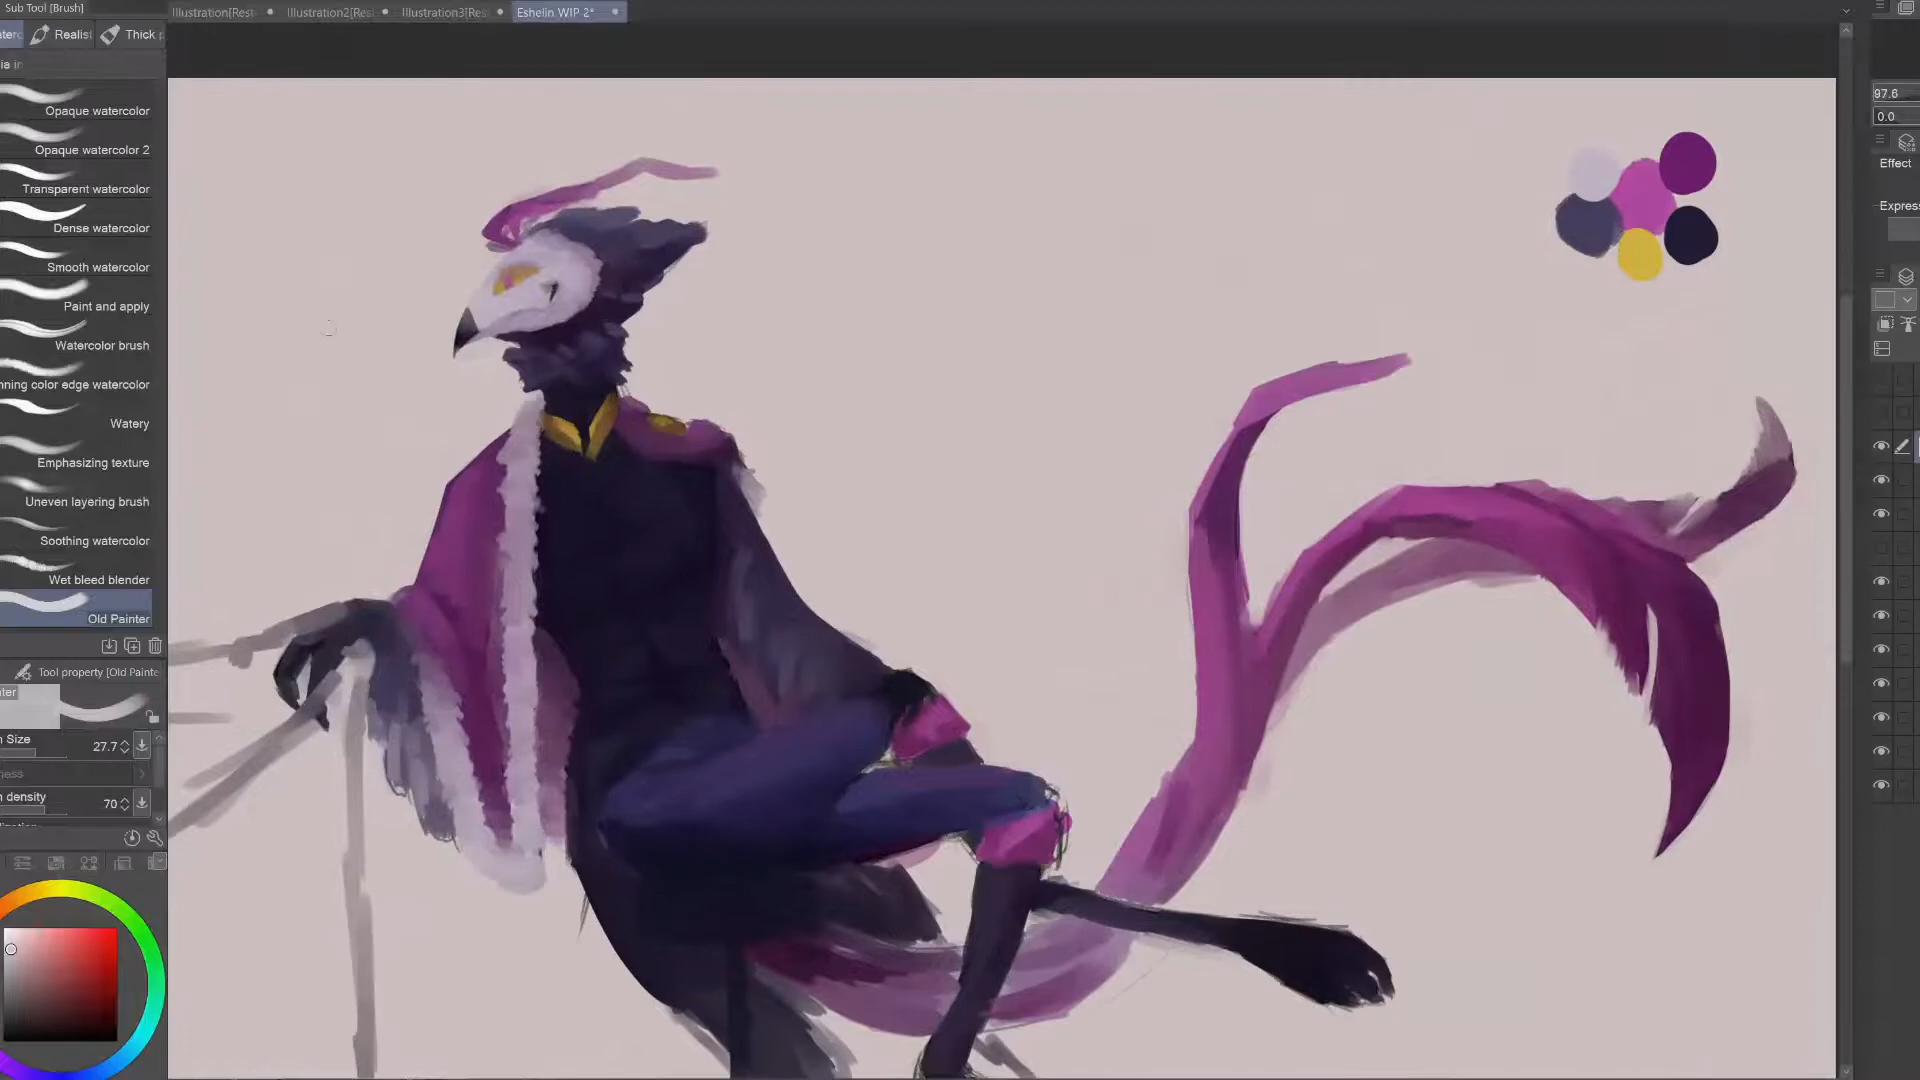 Sub Tool [Brush]
Illustration[Rest
Illustration2[Res
Illustration3[Res
Eshelin WIP 2*
Realist
Thick p
Opaque watercolor
Opaque watercolor 2
Transparent watercolor
Dense watercolor
Smooth watercolor
Paint and apply
Watercolor brush
nning color edge watercolor
Watery
Emphasizing texture
Uneven layering brush
Soothing watercolor
Wet bleed blender
Old Painter
Tool property [Old Painte
Size
27.7
ness
density
70
97.6
0.0
Effect
Express